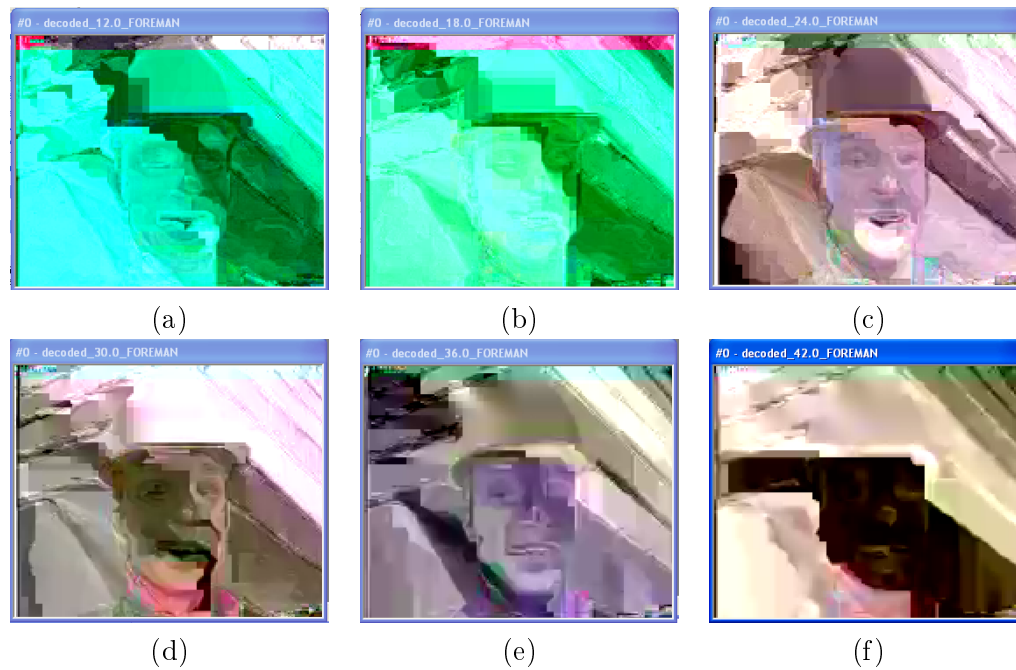 #0 - decoded_12.0_FOREMAN
#0 - decoded_18.0_FOREMAN
#0 - decoded_24.0_FOREMAN
(a)
(b)
(c)
#0 - decoded_30.0_FOREMAN
#0 - decoded_36.0_FOREMAN
#0 - decoded_42.0_FOREMAN
(d)
(e)
(f)